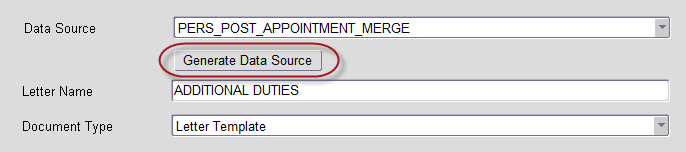 Data Source PERS_POST_APPOINTMENT_MERGE
Generate Data Source
Letter Name ADDITIONAL DUTIES
Document Type Letter Template